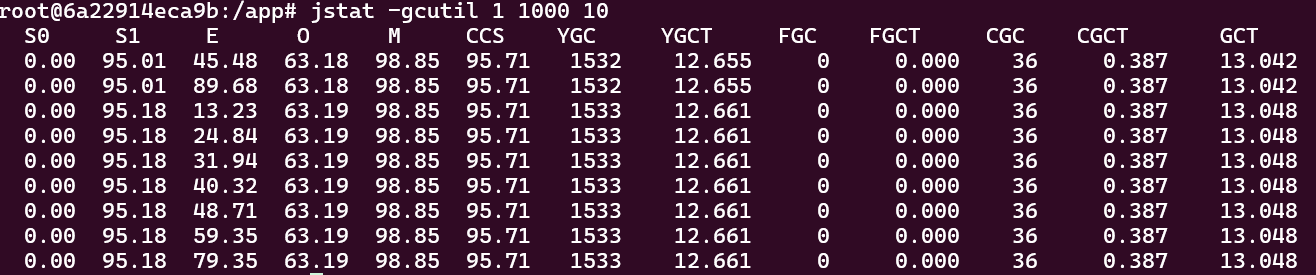 root@6a22914eca9b:/app# jstat -gcutil 1 1000 10
S0 S1 E O M CCS YGC YGCT FGC FGCT CGC CGCT GCT
0.00 95.01 45.48 63.18 98.85 95.71 1532 12.655 0 0.000 36 0.387 13.042
0.00 95.01 89.68 63.18 98.85 95.71 1532 12.655 0 0.000 36 0.387 13.042
0.00 95.18 13.23 63.19 98.85 95.71 1533 12.661 0 0.000 36 0.387 13.048
0.00 95.18 24.84 63.19 98.85 95.71 1533 12.661 0 0.000 36 0.387 13.048
0.00 95.18 31.94 63.19 98.85 95.71 1533 12.661 0 0.000 36 0.387 13.048
0.00 95.18 40.32 63.19 98.85 95.71 1533 12.661 0 0.000 36 0.387 13.048
0.00 95.18 48.71 63.19 98.85 95.71 1533 12.661 0 0.000 36 0.387 13.048
0.00 95.18 59.35 63.19 98.85 95.71 1533 12.661 0 0.000 36 0.387 13.048
0.00 95.18 79.35 63.19 98.85 95.71 1533 12.661 0 0.000 36 0.387 13.048